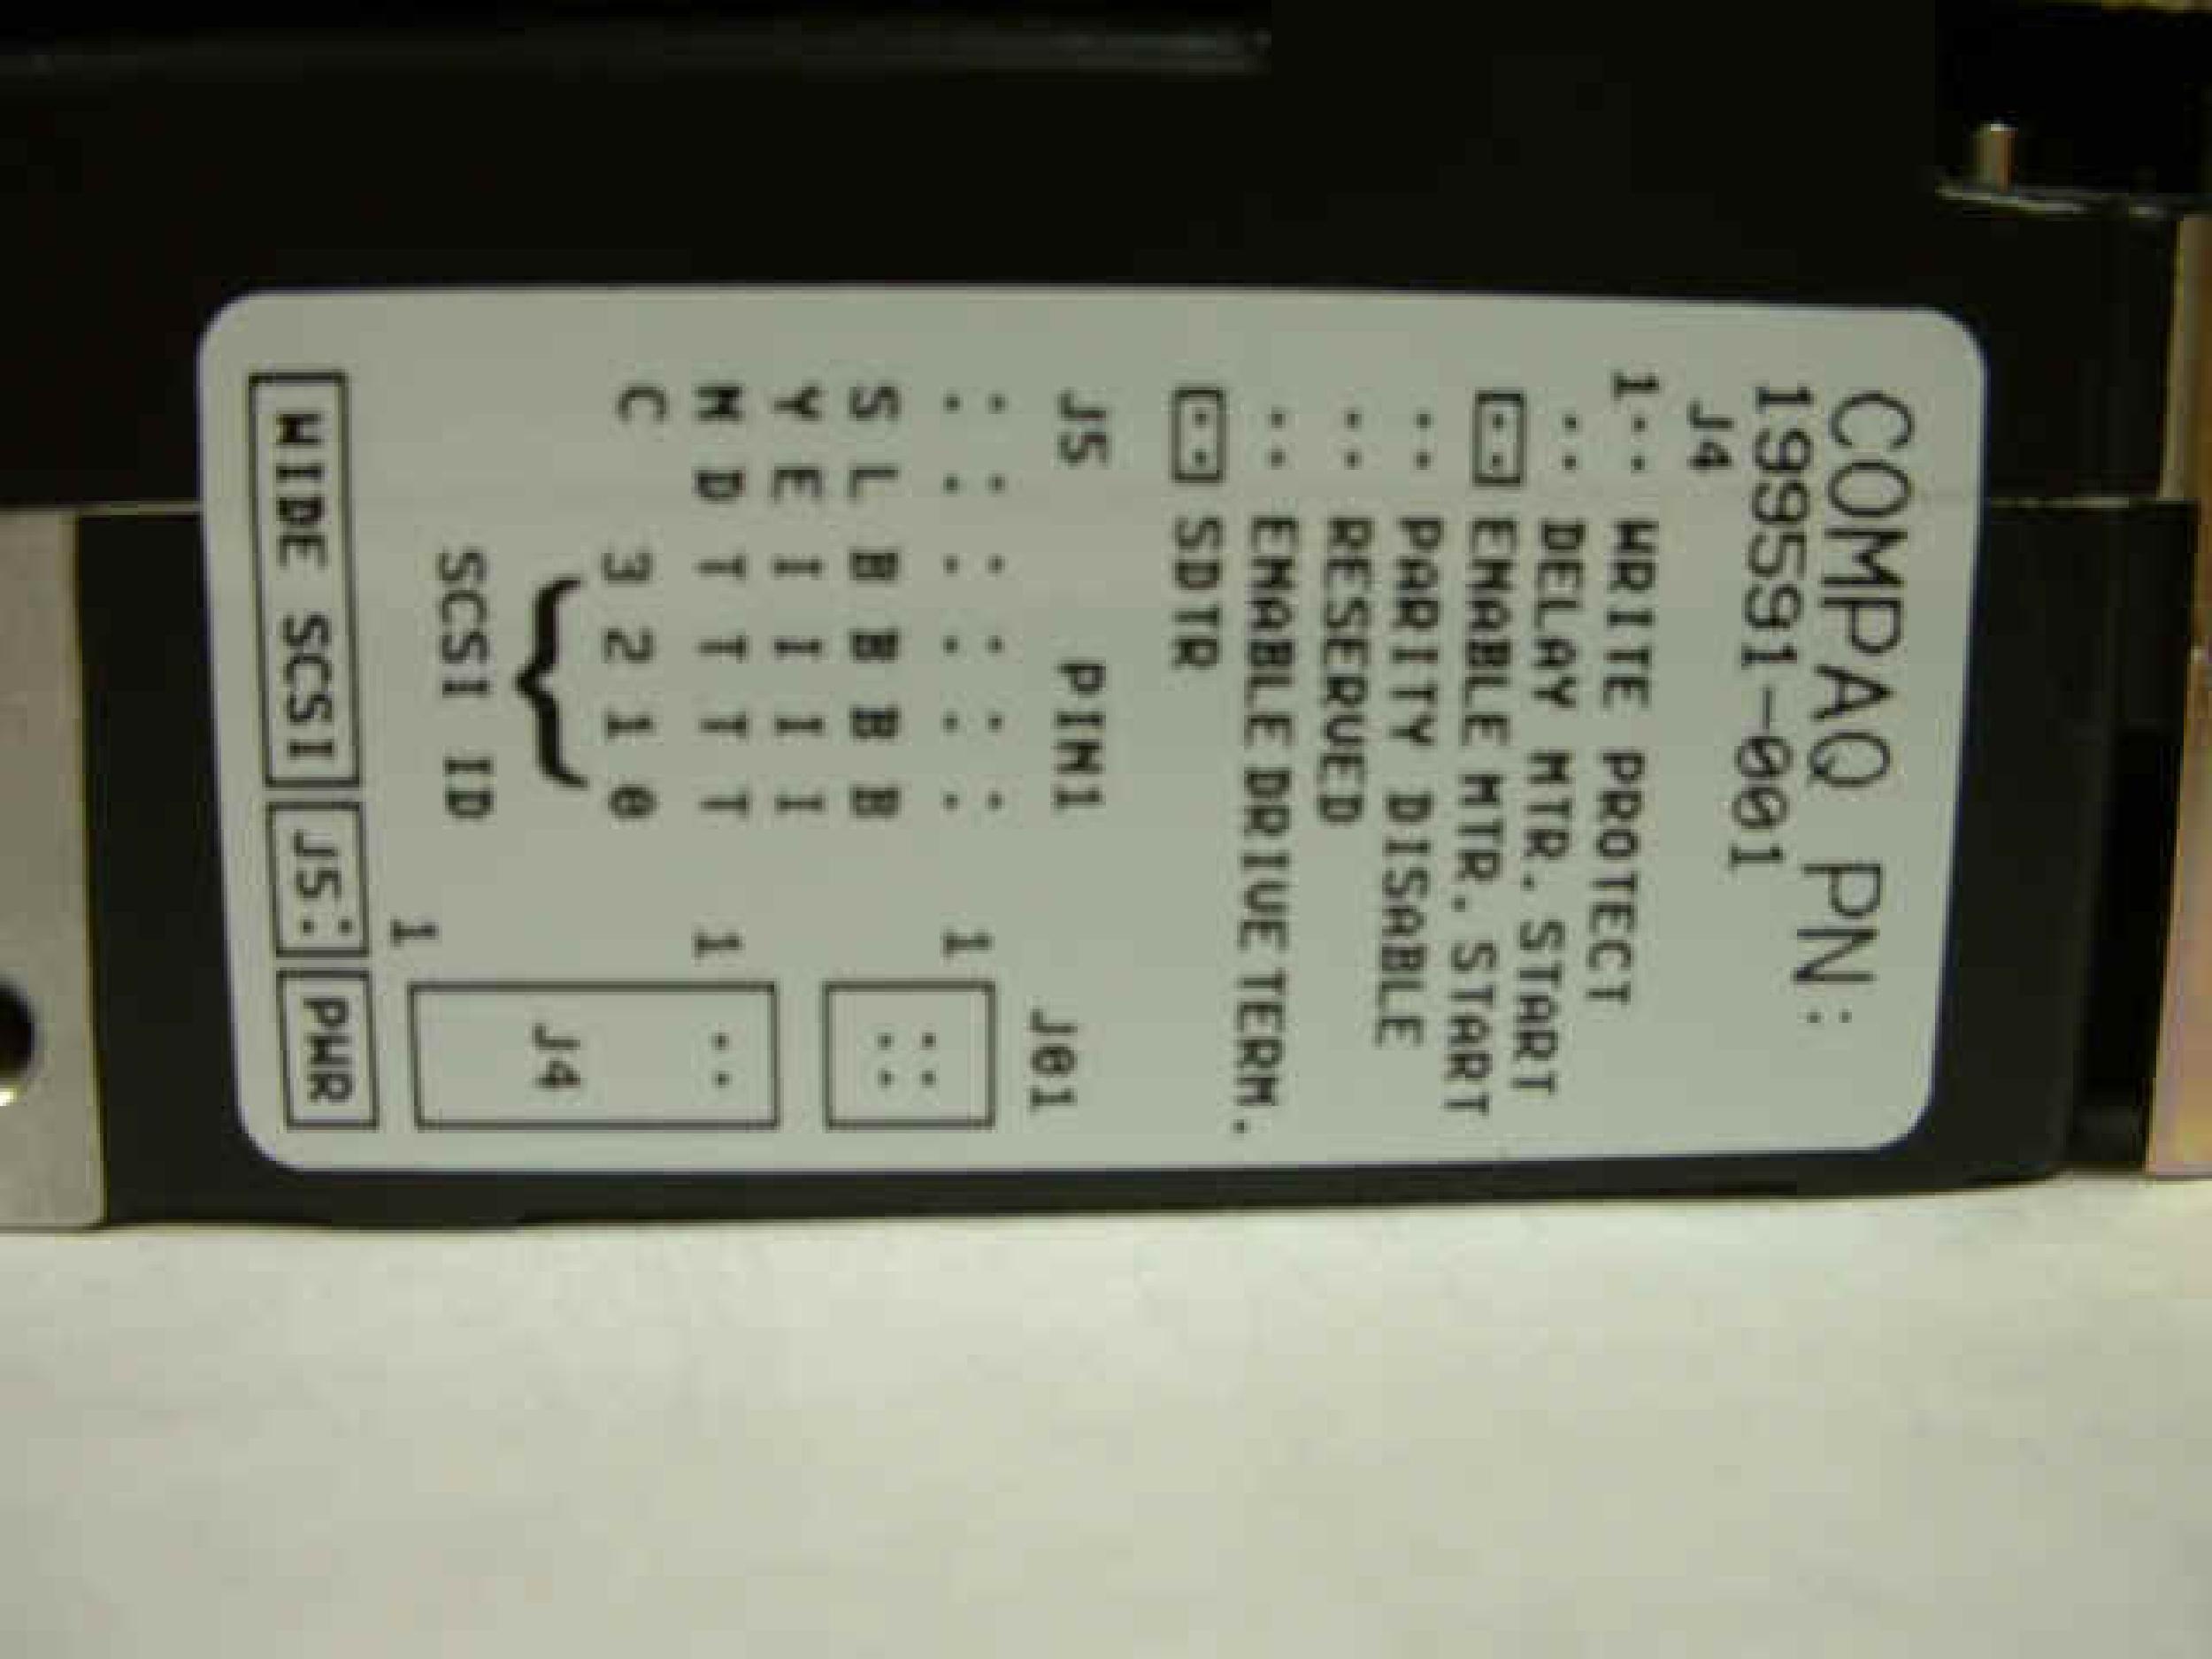 COMPAQ PN:
199591-001
J4
1 : WRITE PROTECT
: DELAY MTR. START
: ENABLE MTR. START
: PARITY DISABLE
: RESERVED
: ENABLE DRIVE TERM.
: SDTR
J5 PIN1 J01
: : : : : : 1
S L B B B B
Y E I I I I
M D T T T T 1
C 3 2 1 0
SCSI ID
J4
1
WIDE SCSI J5: PWR